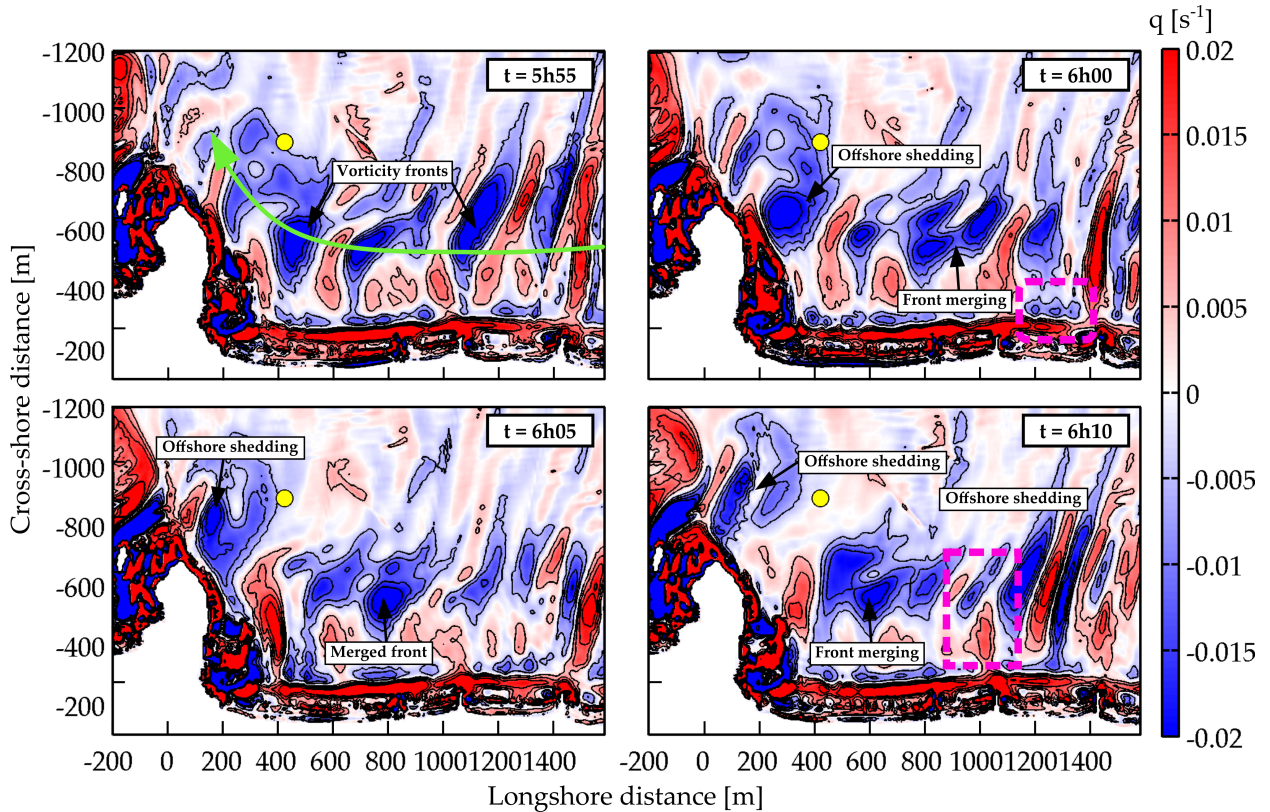 q [s⁻¹]
-1200
-1000
-800
-600
-400
-200
t = 5h55
Vorticity fronts
t = 6h00
Offshore shedding
Front merging
0.02
0.015
0.01
0.005
0
-0.005
-0.01
-0.015
-0.02
Cross-shore distance [m]
-1200
-1000
-800
-600
-400
-200
t = 6h05
Offshore shedding
Merged front
t = 6h10
Offshore shedding
Offshore shedding
Front merging
-200 0 200 400 600 800 1000 1200 1400
-200 0 200 400 600 800 1000 1200 1400
Longshore distance [m]